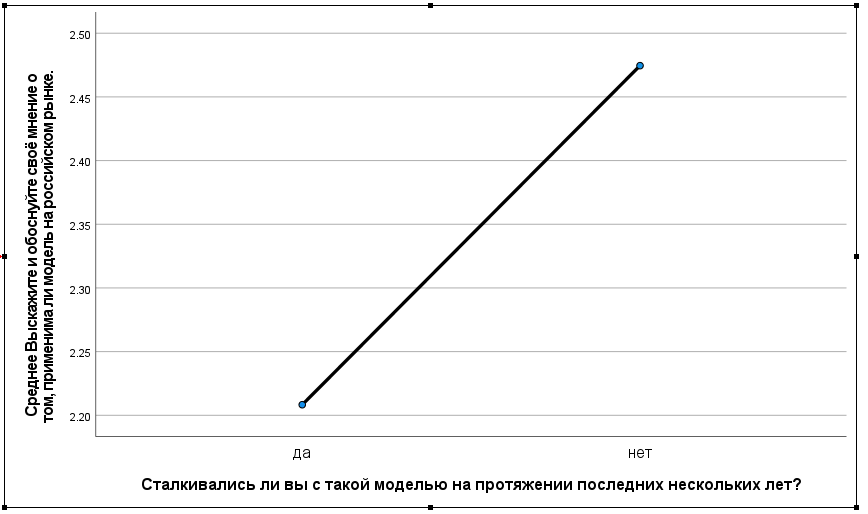 Среднее Выскажите и обоснуйте своё мнение о
том, применима ли модель на российском рынке.
2.50
2.45
2.40
2.35
2.30
2.25
2.20
да
нет
Сталкивались ли вы с такой моделью на протяжении последних нескольких лет?